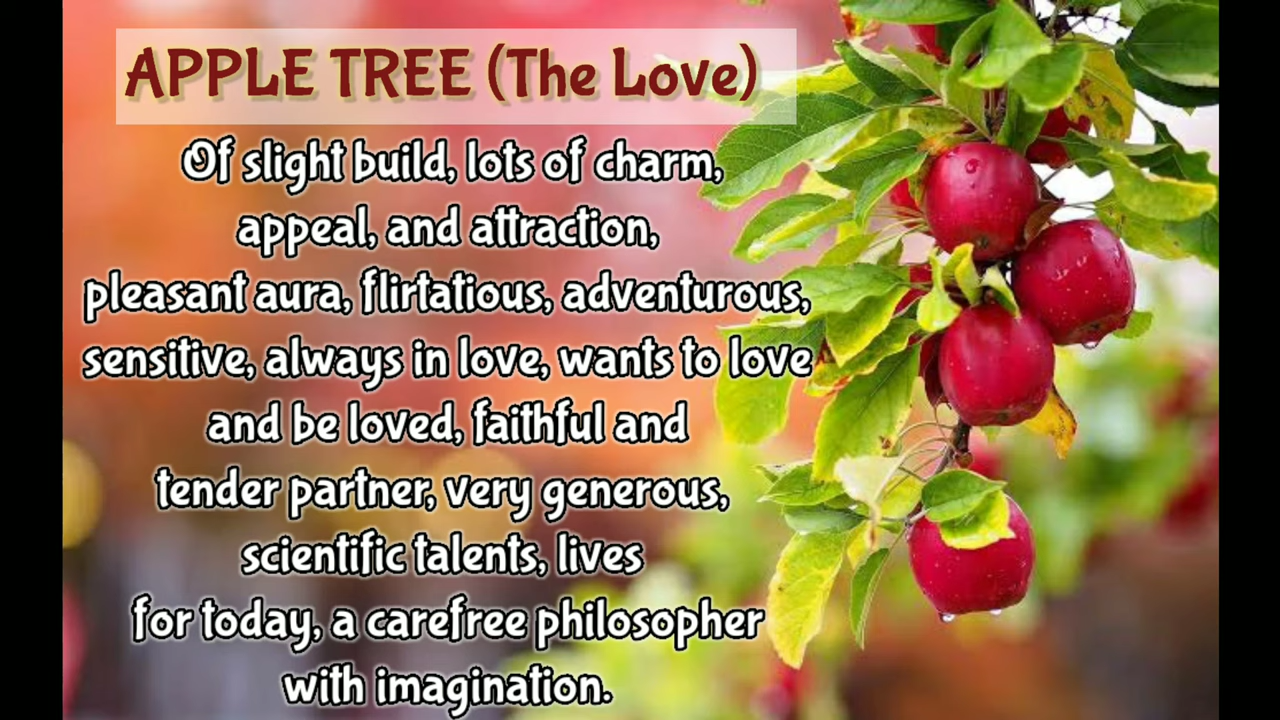 APPLE TREE (The Love)
Of slight build, lots of charm,
appeal, and attraction,
pleasant aura, flirtatious, adventurous,
sensitive, always in love, wants to love
and be loved, faithful and
tender partner, very generous,
scientific talents, lives
for today, a carefree philosopher
with imagination.